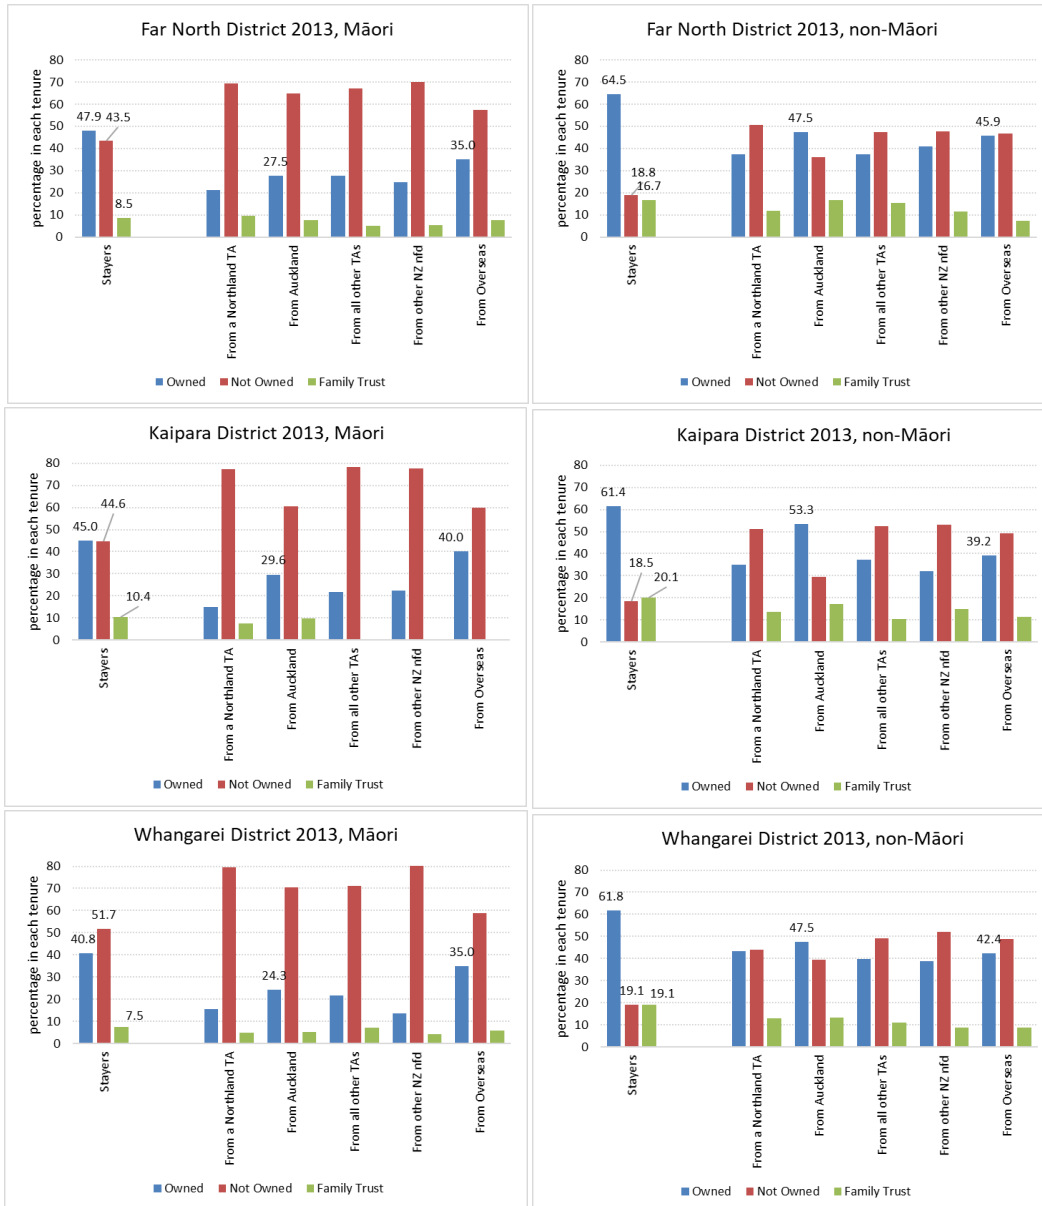 Far North District 2013, Māori
percentage in each tenure
80
70
60
50
40
30
20
10
0
47.9
43.5
8.5
27.5
35.0
Stayers
From a Northland TA
From Auckland
From all other TAs
From other NZ nfd
From Overseas
Owned Not Owned Family Trust
Far North District 2013, non-Māori
percentage in each tenure
80
70
60
50
40
30
20
10
0
64.5
18.8
16.7
47.5
45.9
Stayers
From a Northland TA
From Auckland
From all other TAs
From other NZ nfd
From Overseas
Owned Not Owned Family Trust
Kaipara District 2013, Māori
percentage in each tenure
80
70
60
50
40
30
20
10
0
45.0
44.6
10.4
29.6
40.0
Stayers
From a Northland TA
From Auckland
From all other TAs
From other NZ nfd
From Overseas
Owned Not Owned Family Trust
Kaipara District 2013, non-Māori
percentage in each tenure
80
70
60
50
40
30
20
10
0
61.4
18.5
20.1
53.3
39.2
Stayers
From a Northland TA
From Auckland
From all other TAs
From other NZ nfd
From Overseas
Owned Not Owned Family Trust
Whangarei District 2013, Māori
percentage in each tenure
80
70
60
50
40
30
20
10
0
40.8
51.7
7.5
24.3
35.0
Stayers
From a Northland TA
From Auckland
From all other TAs
From other NZ nfd
From Overseas
Owned Not Owned Family Trust
Whangarei District 2013, non-Māori
percentage in each tenure
80
70
60
50
40
30
20
10
0
61.8
19.1
19.1
47.5
42.4
Stayers
From a Northland TA
From Auckland
From all other TAs
From other NZ nfd
From Overseas
Owned Not Owned Family Trust